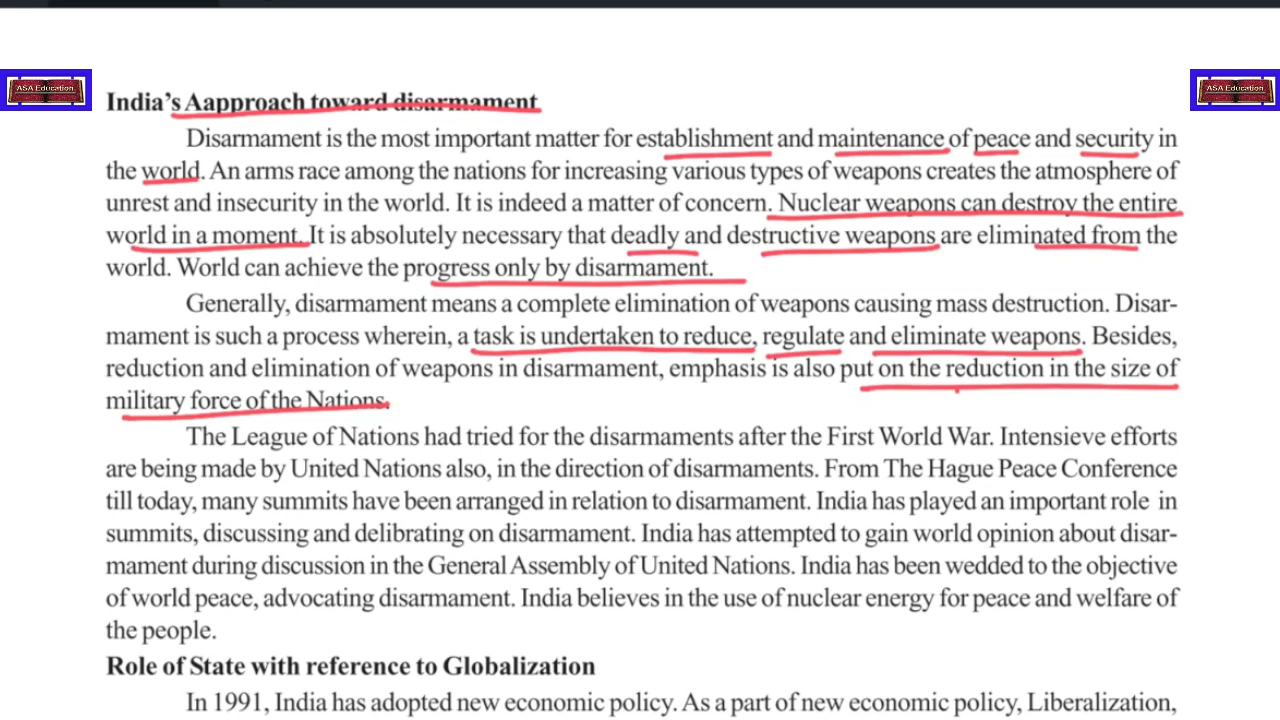 ASA Education.
ASA Education.
India's Aapproach toward disarmament
Disarmament is the most important matter for establishment and maintenance of peace and security in
the world. An arms race among the nations for increasing various types of weapons creates the atmosphere of
unrest and insecurity in the world. It is indeed a matter of concern. Nuclear weapons can destroy the entire
world in a moment. It is absolutely necessary that deadly and destructive weapons are eliminated from the
world. World can achieve the progress only by disarmament.
Generally, disarmament means a complete elimination of weapons causing mass destruction. Disar-
mament is such a process wherein, a task is undertaken to reduce, regulate and eliminate weapons. Besides,
reduction and elimination of weapons in disarmament, emphasis is also put on the reduction in the size of
military force of the Nations.
The League of Nations had tried for the disarmaments after the First World War. Intensieve efforts
are being made by United Nations also, in the direction of disarmaments. From The Hague Peace Conference
till today, many summits have been arranged in relation to disarmament. India has played an important role in
summits, discussing and delibrating on disarmament. India has attempted to gain world opinion about disar-
mament during discussion in the General Assembly of United Nations. India has been wedded to the objective
of world peace, advocating disarmament. India believes in the use of nuclear energy for peace and welfare of
the people.
Role of State with reference to Globalization
In 1991, India has adopted new economic policy. As a part of new economic policy, Liberalization,